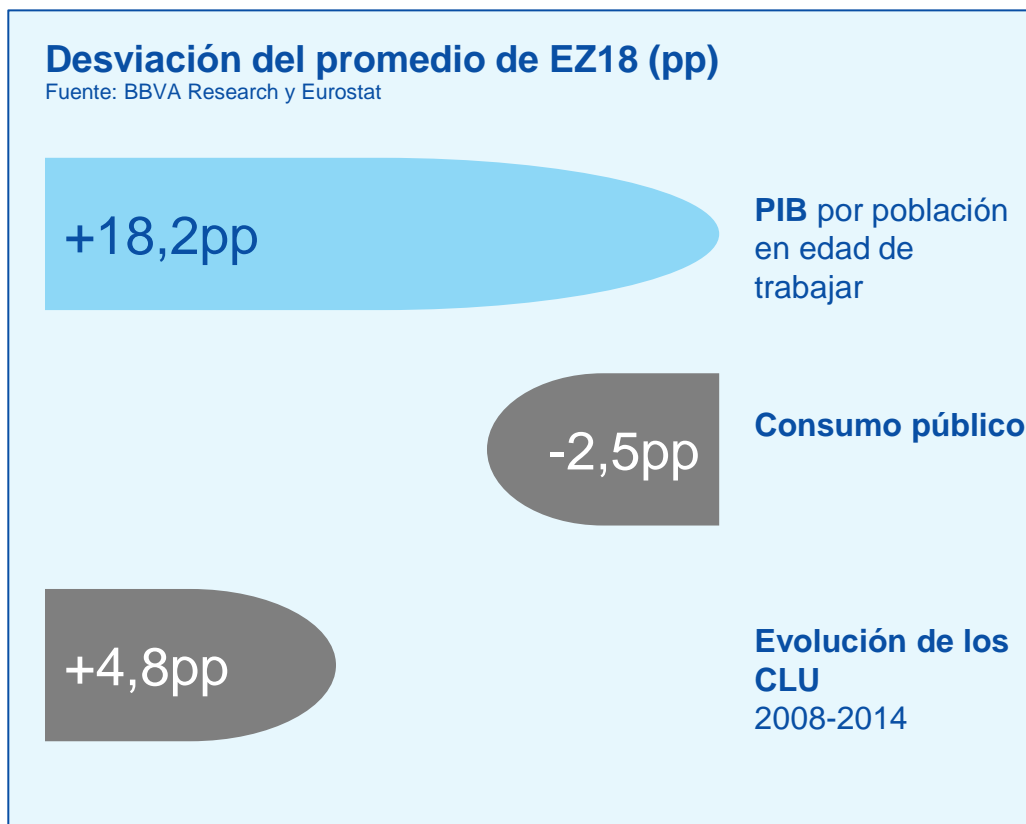 Desviación del promedio de EZ18 (pp)
Fuente: BBVA Research y Eurostat
+18,2pp
PIB por población
en edad de
trabajar
-2,5pp
Consumo público
+4,8pp
Evolución de los
CLU
2008-2014